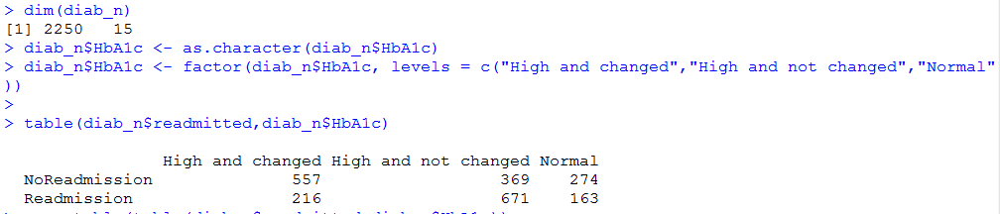 > dim(diab_n)
[1] 2250   15
> diab_n$HbA1c <- as.character(diab_n$HbA1c)
> diab_n$HbA1c <- factor(diab_n$HbA1c, levels = c("High and changed","High and not changed","Normal"
))
>
> table(diab_n$readmitted,diab_n$HbA1c)
High and changed High and not changed Normal
NoReadmission 557 369 274
Readmission 216 671 163